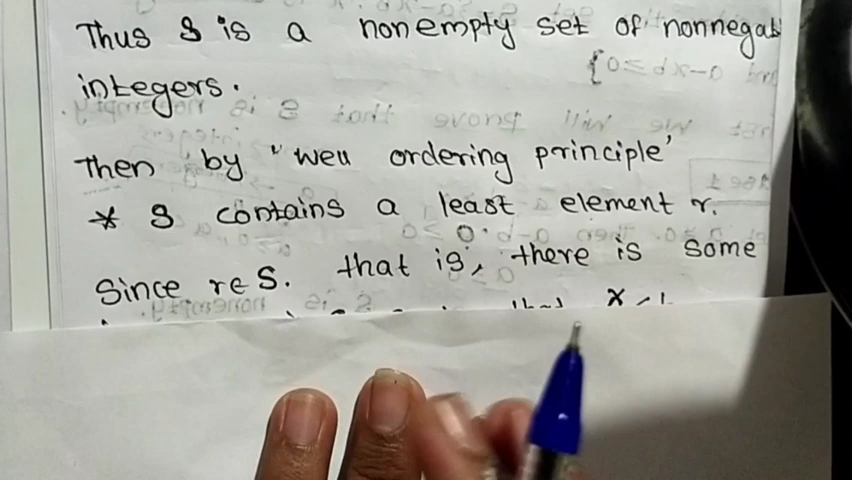 Thus S is a nonempty set of nonnegati
integers.
Then by "well ordering principle'
* S contains a least element r.
Since r∈S. that is, there is some